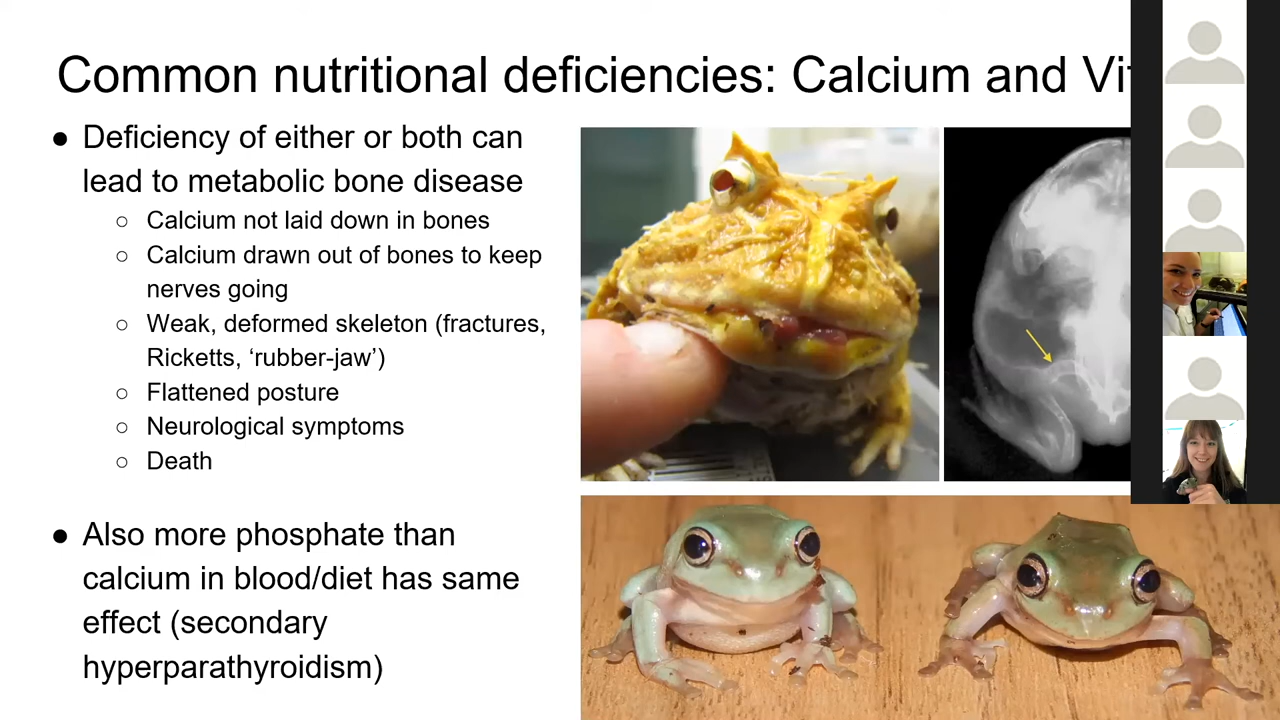 Common nutritional deficiencies: Calcium and Vi
● Deficiency of either or both can
lead to metabolic bone disease
○ Calcium not laid down in bones
○ Calcium drawn out of bones to keep
nerves going
○ Weak, deformed skeleton (fractures,
Ricketts, ‘rubber-jaw’)
○ Flattened posture
○ Neurological symptoms
○ Death
● Also more phosphate than
calcium in blood/diet has same
effect (secondary
hyperparathyroidism)